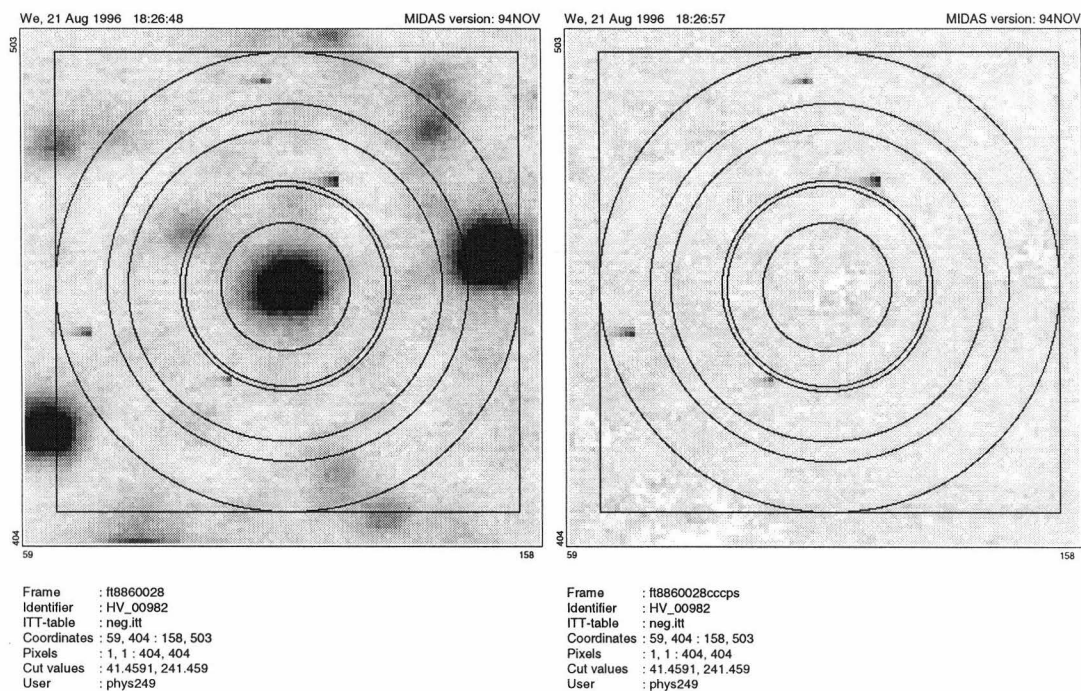 We, 21 Aug 1996 18:26:48 MIDAS version: 94NOV
503
404
59 158
Frame : ft8860028
Identifier : HV_00982
ITT-table : neg.itt
Coordinates : 59, 404 : 158, 503
Pixels : 1, 1 : 404, 404
Cut values : 41.4591, 241.459
User : phys249
We, 21 Aug 1996 18:26:57 MIDAS version: 94NOV
503
404
59 158
Frame : ft8860028cccps
Identifier : HV_00982
ITT-table : neg.itt
Coordinates : 59, 404 : 158, 503
Pixels : 1, 1 : 404, 404
Cut values : 41.4591, 241.459
User : phys249